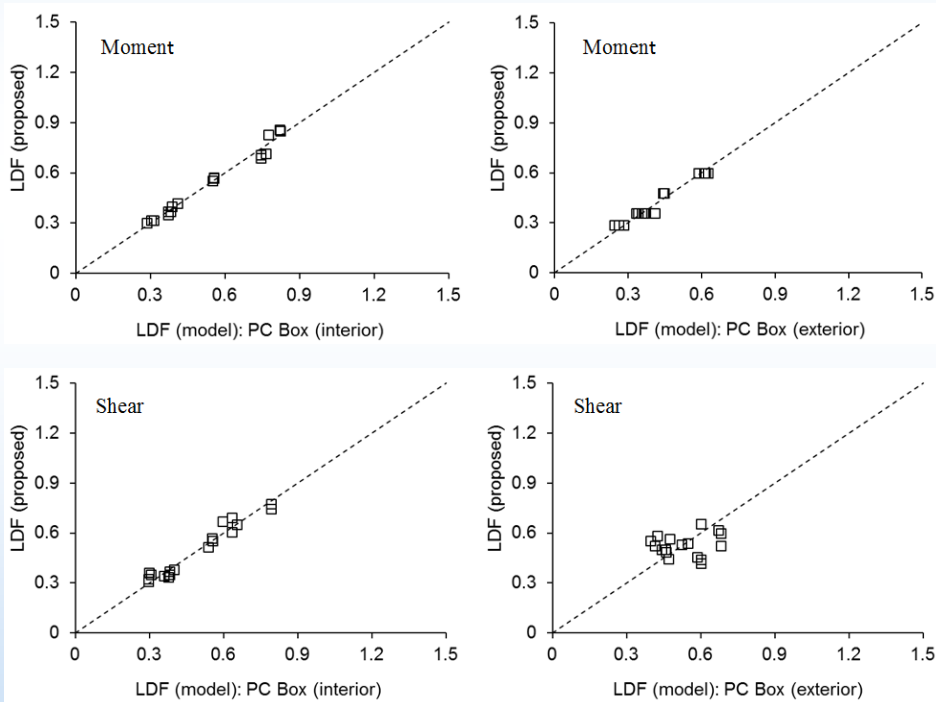 1.5
1.2
0.9
0.6
0.3
0
LDF (proposed)
Moment
0 0.3 0.6 0.9 1.2 1.5
LDF (model): PC Box (interior)
1.5
1.2
0.9
0.6
0.3
0
LDF (proposed)
Moment
0 0.3 0.6 0.9 1.2 1.5
LDF (model): PC Box (exterior)
1.5
1.2
0.9
0.6
0.3
0
LDF (proposed)
Shear
0 0.3 0.6 0.9 1.2 1.5
LDF (model): PC Box (interior)
1.5
1.2
0.9
0.6
0.3
0
LDF (proposed)
Shear
0 0.3 0.6 0.9 1.2 1.5
LDF (model): PC Box (exterior)